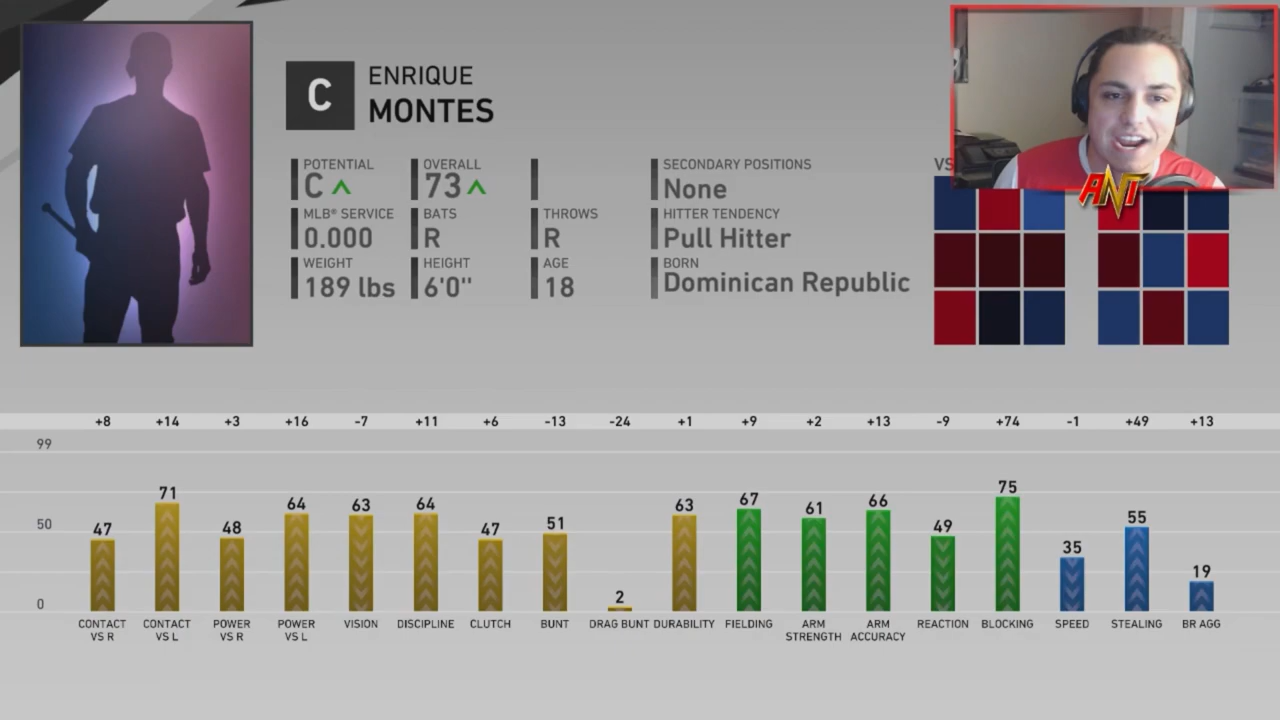 C
ENRIQUE
MONTES
POTENTIAL OVERALL SECONDARY POSITIONS VS
C 73 None
MLB® SERVICE BATS THROWS HITTER TENDENCY
0.000 R R Pull Hitter
WEIGHT HEIGHT AGE BORN
189 lbs 6'0" 18 Dominican Republic
ANT
+8 +14 +3 +16 -7 +11 +6 -13 -24 +1 +9 +2 +13 -9 +74 -1 +49 +13
99
50
0
47 71 48 64 63 64 47 51 2 63 67 61 66 49 75 35 55 19
CONTACT CONTACT POWER POWER VISION DISCIPLINE CLUTCH BUNT DRAG BUNT DURABILITY FIELDING ARM ARM REACTION BLOCKING SPEED STEALING BR AGG
VS R VS L VS R VS L STRENGTH ACCURACY